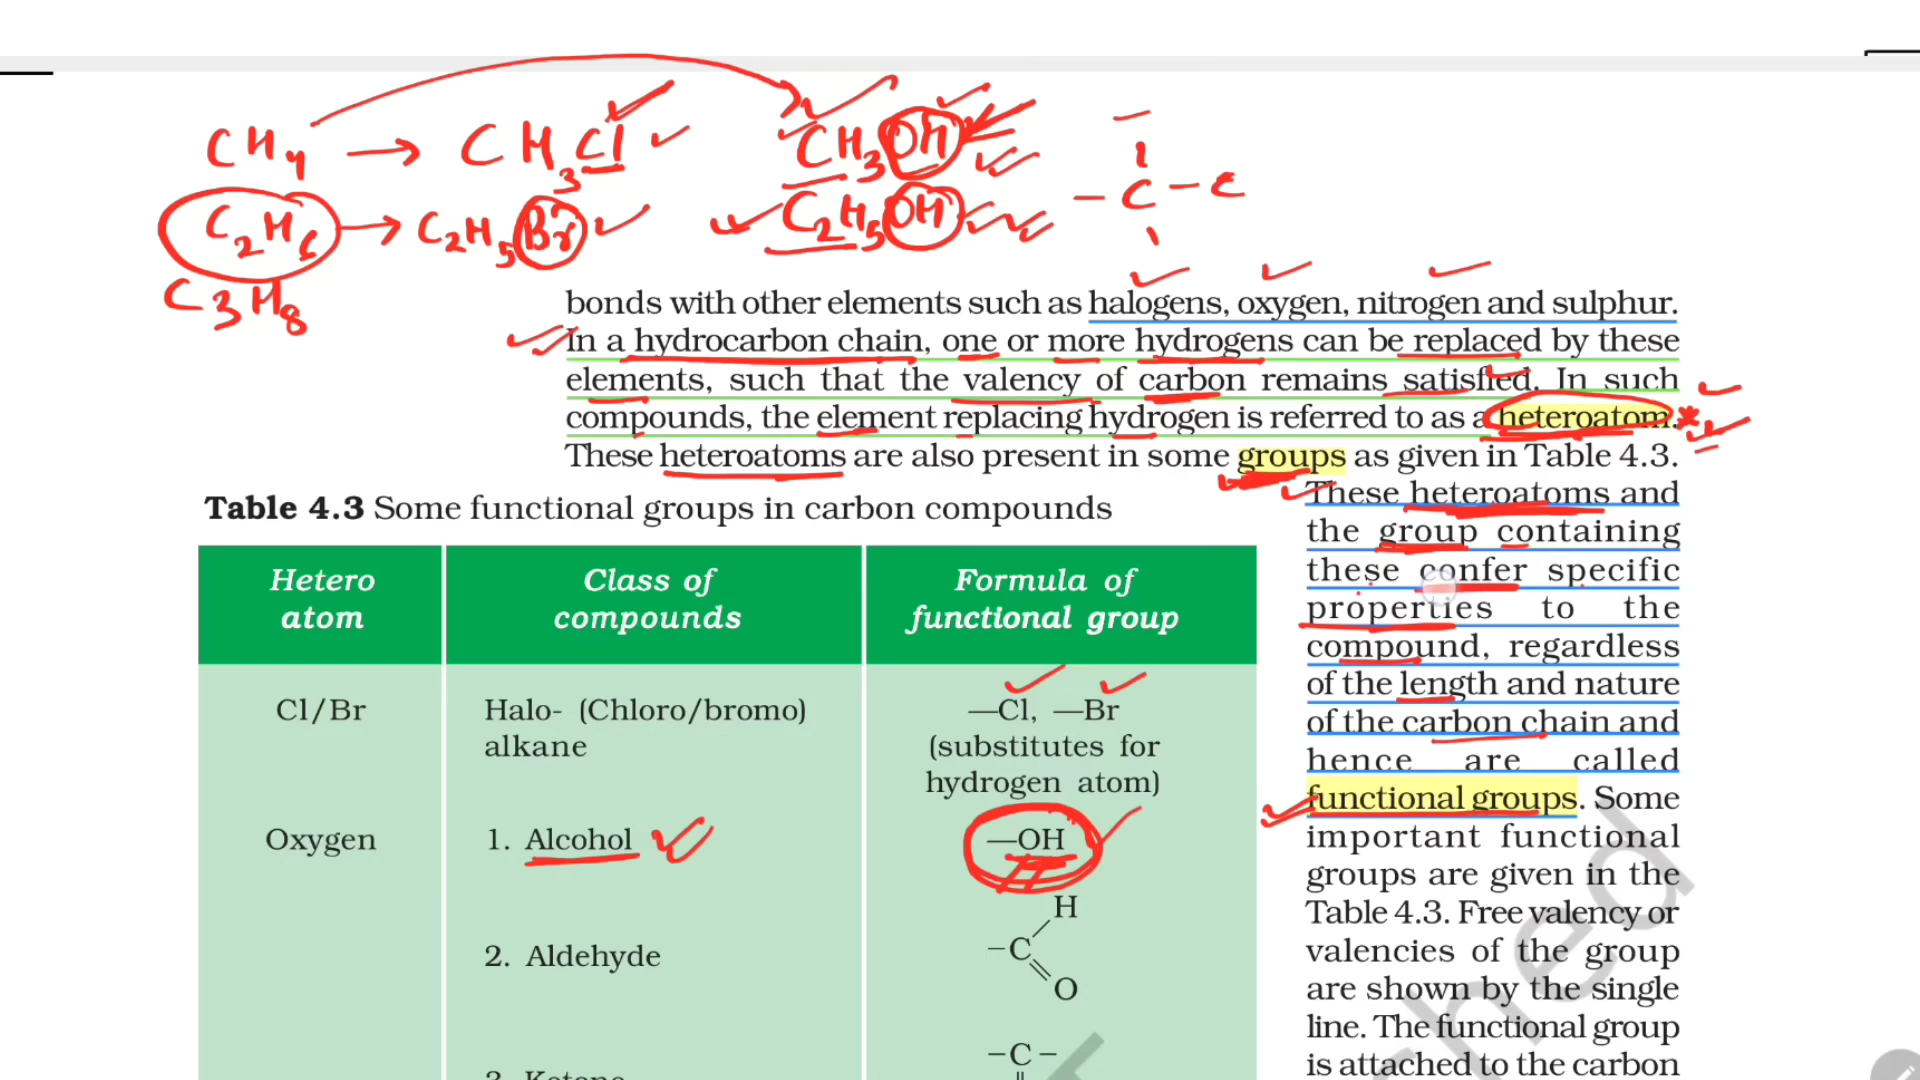 CH4 → CH3Cl CH3OH
C2H6 → C2H5Br C2H5OH – C – C
C3H8
bonds with other elements such as halogens, oxygen, nitrogen and sulphur.
In a hydrocarbon chain, one or more hydrogens can be replaced by these
elements, such that the valency of carbon remains satisfied. In such
compounds, the element replacing hydrogen is referred to as a heteroatom.
These heteroatoms are also present in some groups as given in Table 4.3.
Table 4.3 Some functional groups in carbon compounds
Hetero atom
Class of compounds
Formula of functional group
Cl/Br
Halo- (Chloro/bromo)
alkane
—Cl, —Br
(substitutes for
hydrogen atom)
Oxygen
1. Alcohol
—OH
2. Aldehyde
H
–C
O
3. Ketone
–C–
These heteroatoms and
the group containing
these confer specific
properties to the
compound, regardless
of the length and nature
of the carbon chain and
hence are called
functional groups. Some
important functional
groups are given in the
Table 4.3. Free valency or
valencies of the group
are shown by the single
line. The functional group
is attached to the carbon